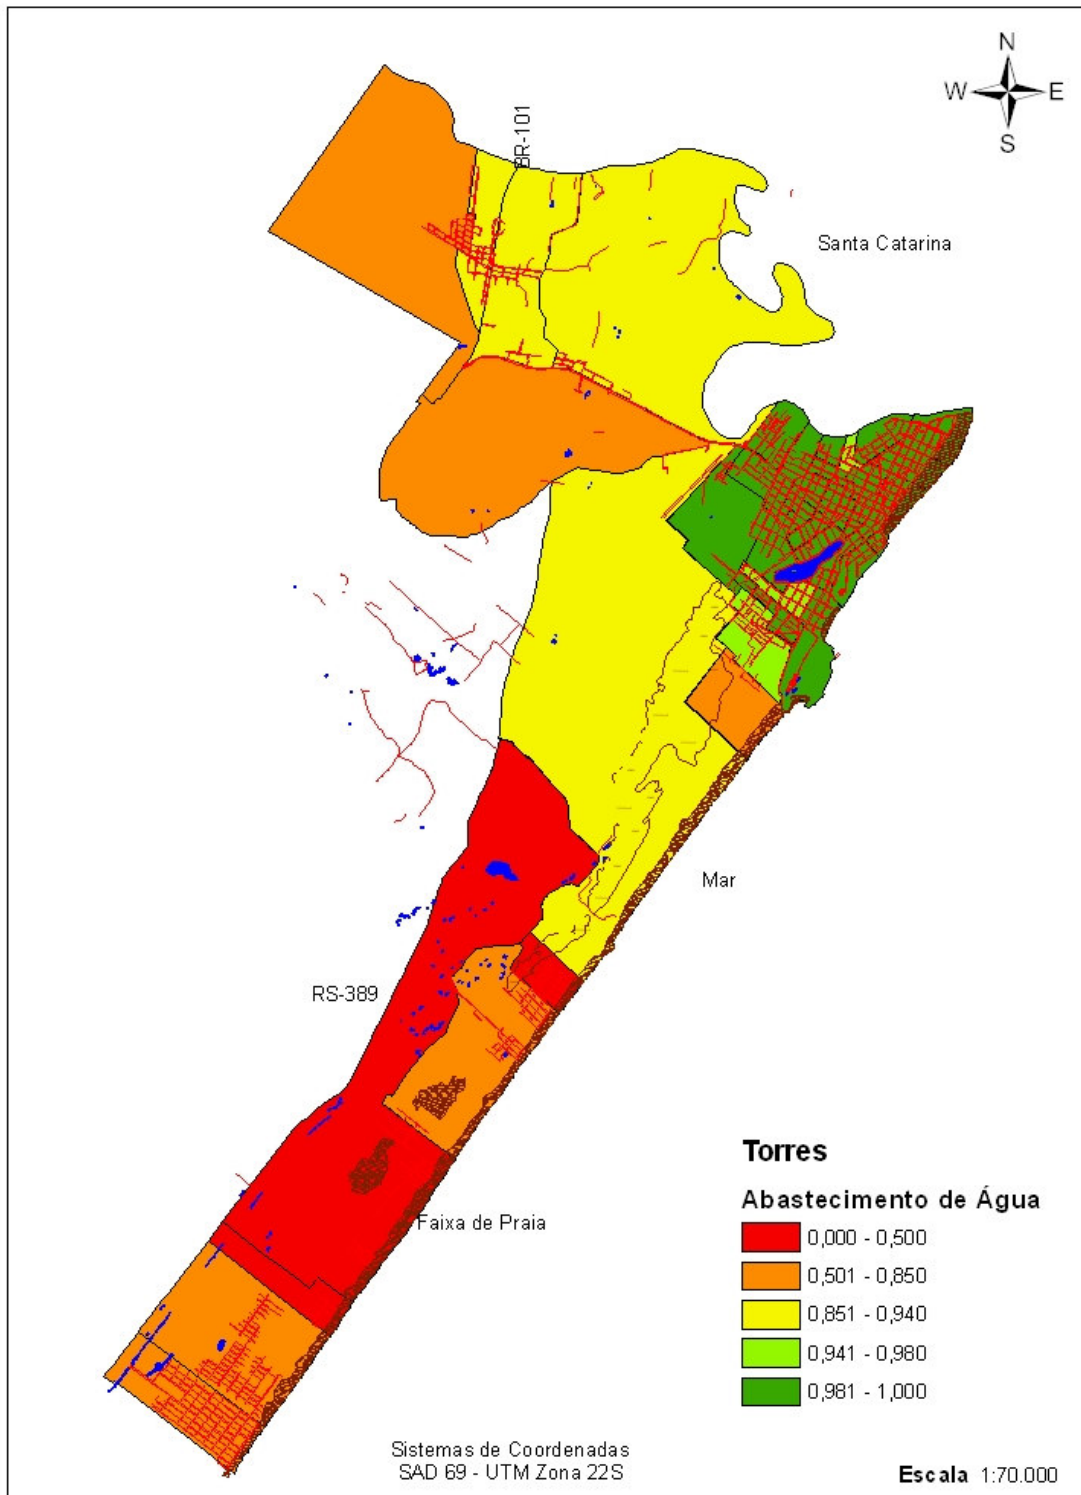 N
W E
S
BR-101
Santa Catarina
Mar
RS-389
Faixa de Praia
Torres
Abastecimento de Água
0,000 - 0,500
0,501 - 0,850
0,851 - 0,940
0,941 - 0,980
0,981 - 1,000
Sistemas de Coordenadas
SAD 69 - UTM Zona 22S
Escala 1:70.000